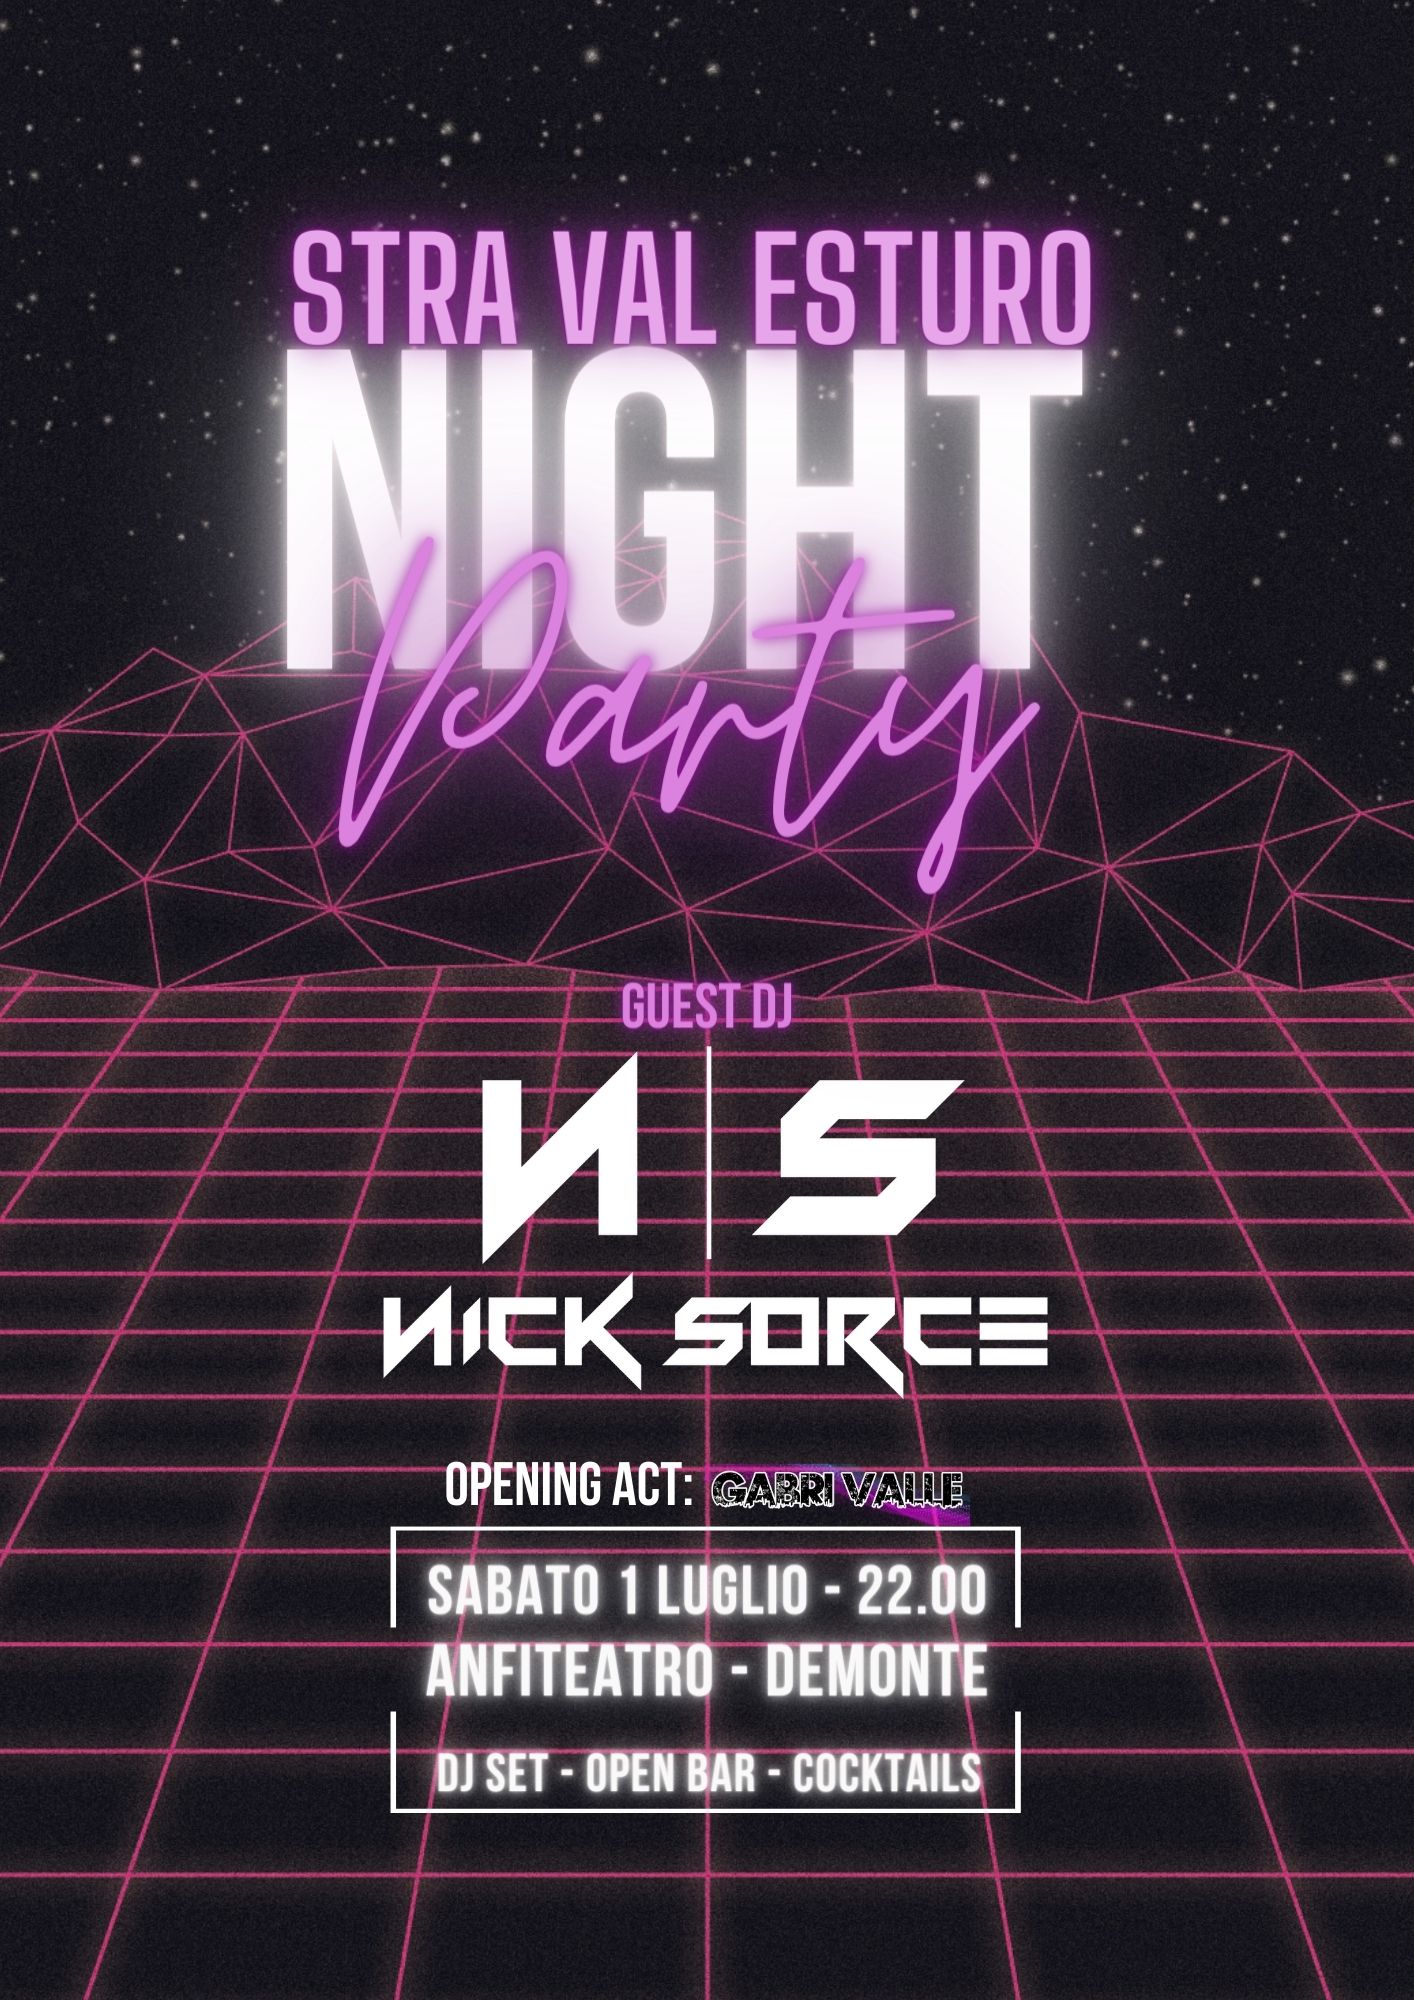 STRA VAL ESTURO
NIGHT
Party
GUEST DJ
N|S
NICK SORCE
OPENING ACT: GABRI VALLE
SABATO 1 LUGLIO - 22.00
ANFITEATRO - DEMONTE
DJ SET - OPEN BAR - COCKTAILS